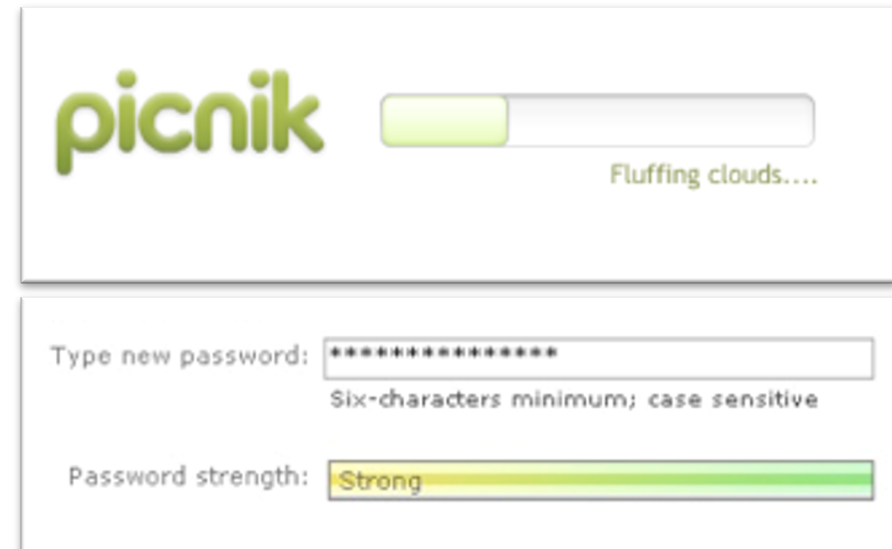 picnik
Fluffing clouds....
Type new password: ***************
Six-characters minimum; case sensitive
Password strength: Strong